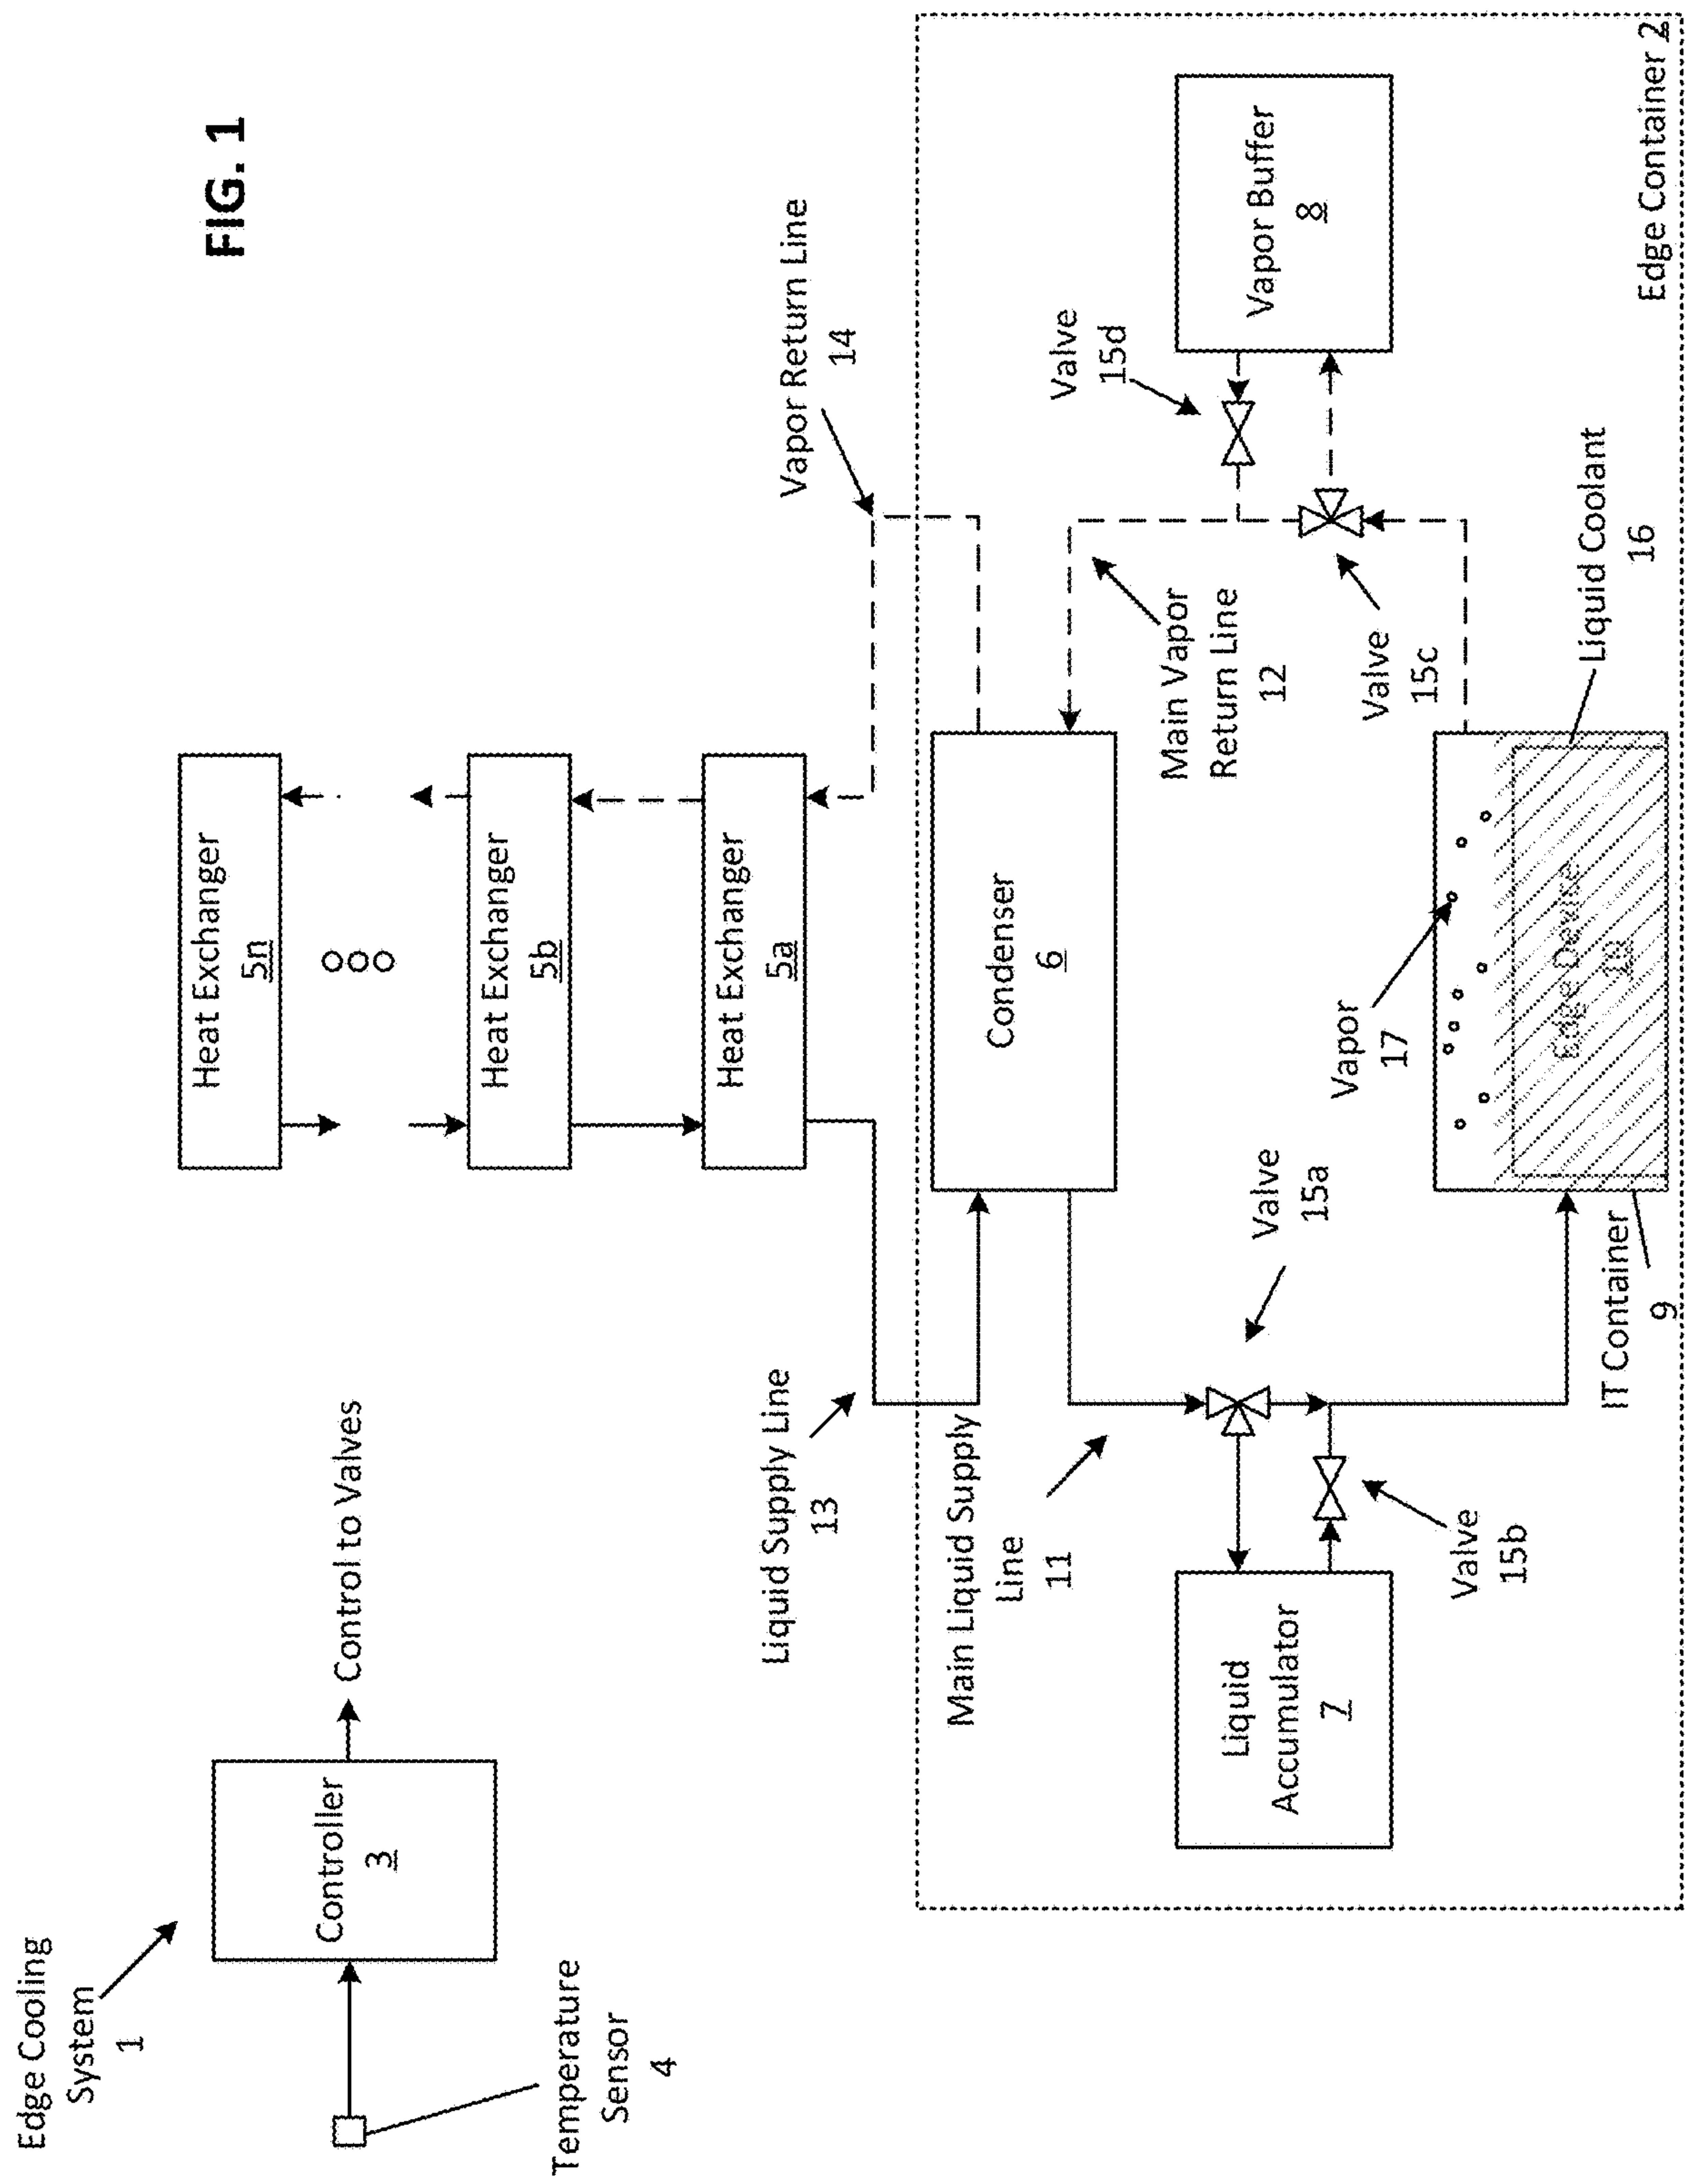 FIG. 1
Edge Cooling
System
1
Controller
3
Control to Valves
Temperature
Sensor
4
Heat Exchanger
5n
Heat Exchanger
5b
Heat Exchanger
5a
Liquid Supply Line
13
Vapor Return Line
14
Main Liquid Supply
Line
11
Condenser
6
Main Vapor
Return Line
12
Valve
15d
Vapor Buffer
8
Valve
15a
Liquid
Accumulator
7
Valve
15b
Vapor
17
Valve
15c
Edge Device
Liquid Coolant
16
IT Container
9
Edge Container 2